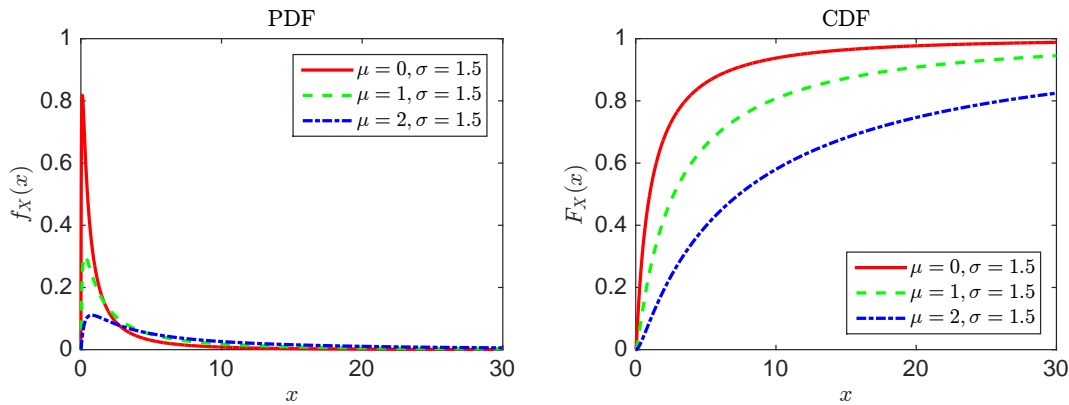 PDF
1
0.8
0.6
0.4
0.2
0
0
10
20
30
x
f_X(x)
μ = 0, σ = 1.5
μ = 1, σ = 1.5
μ = 2, σ = 1.5
CDF
1
0.8
0.6
0.4
0.2
0
0
10
20
30
x
F_X(x)
μ = 0, σ = 1.5
μ = 1, σ = 1.5
μ = 2, σ = 1.5